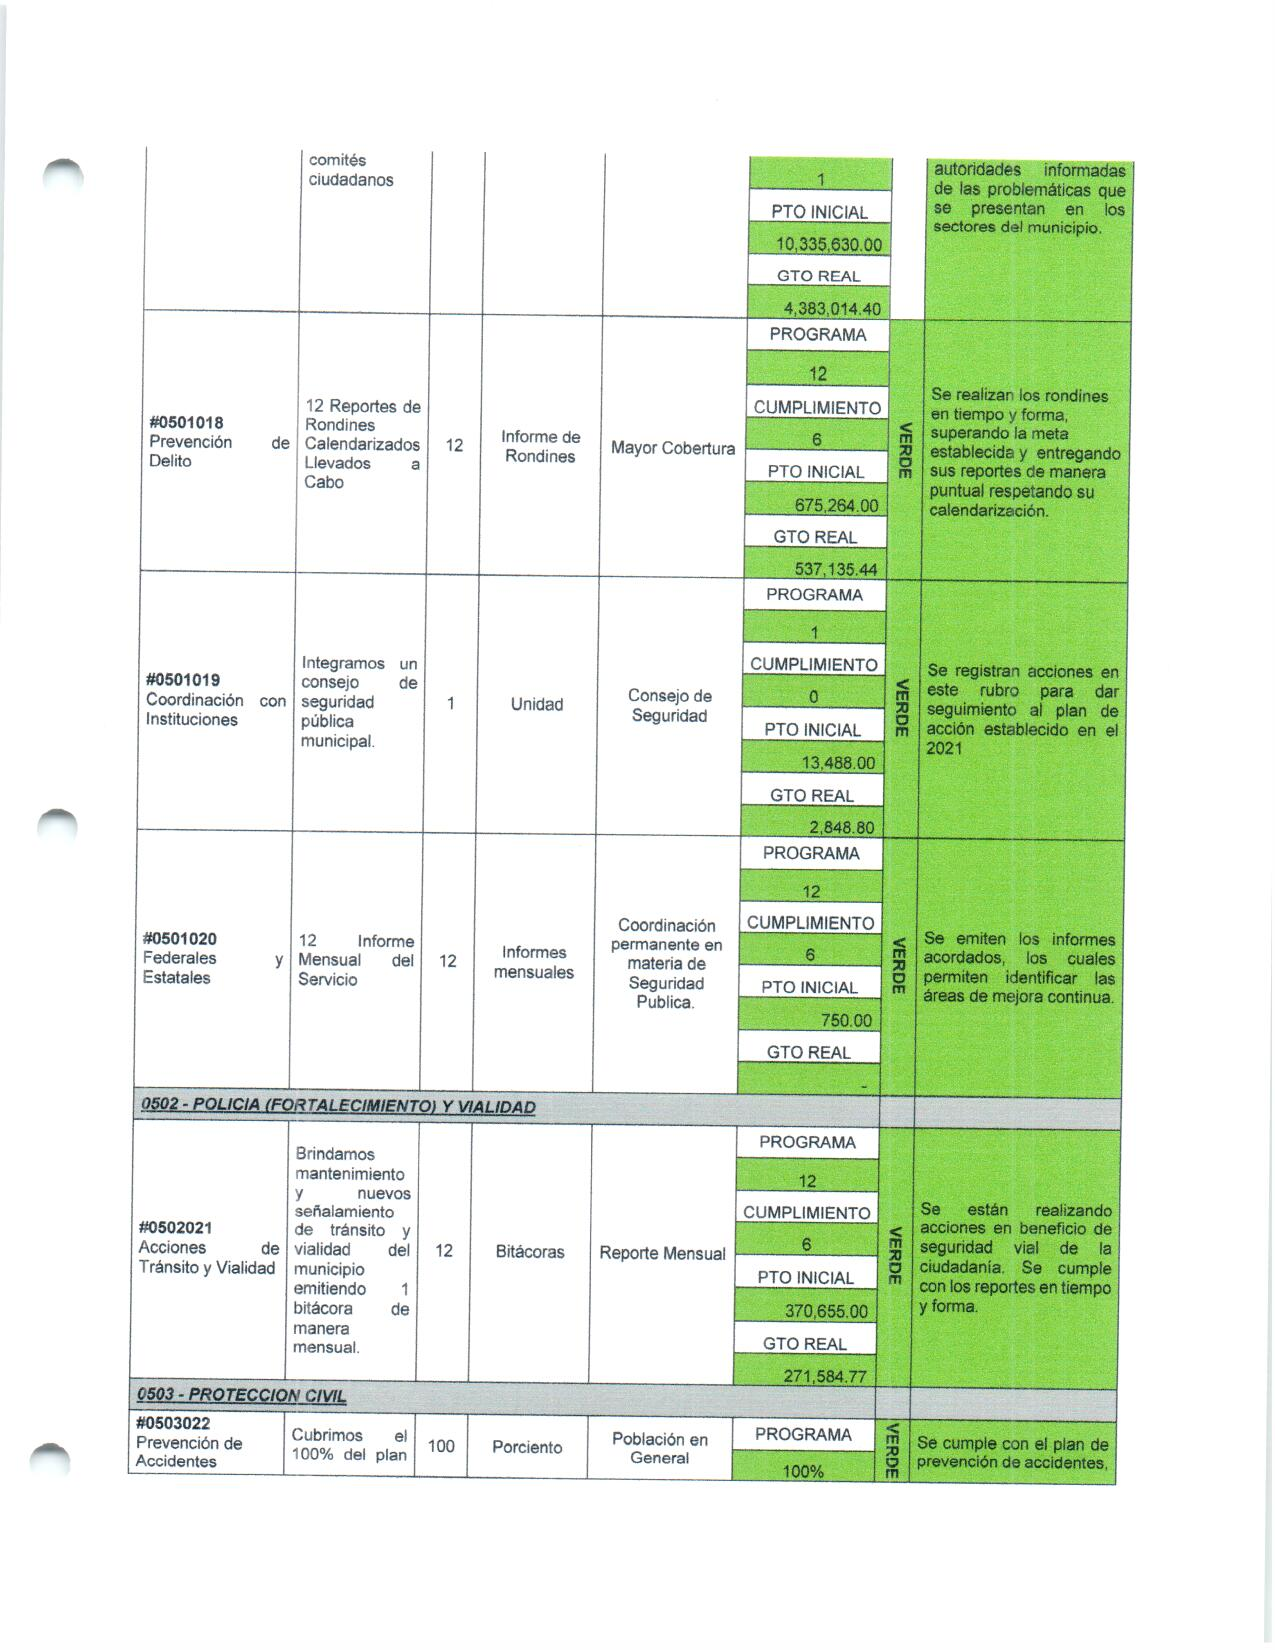 comités
ciudadanos
1
PTO INICIAL
10,335,630.00
GTO REAL
4,383,014.40
autoridades informadas
de las problemáticas que
se presentan en los
sectores del municipio.
#0501018
Prevención de
Delito
12 Reportes de
Rondines
Calendarizados
Llevados a
Cabo
12
Informe de
Rondines
Mayor Cobertura
PROGRAMA
12
CUMPLIMIENTO
6
PTO INICIAL
675,264.00
GTO REAL
537,135.44
VERDE
Se realizan los rondines
en tiempo y forma,
superando la meta
establecida y entregando
sus reportes de manera
puntual respetando su
calendarización.
#0501019
Coordinación con
Instituciones
Integramos un
consejo de
seguridad
pública
municipal.
1
Unidad
Consejo de
Seguridad
PROGRAMA
1
CUMPLIMIENTO
0
PTO INICIAL
13,488.00
GTO REAL
2,848.80
VERDE
Se registran acciones en
este rubro para dar
seguimiento al plan de
acción establecido en el
2021
#0501020
Federales y
Estatales
12 Informe
Mensual del
Servicio
12
Informes
mensuales
Coordinación
permanente en
materia de
Seguridad
Publica.
PROGRAMA
12
CUMPLIMIENTO
6
PTO INICIAL
750.00
GTO REAL
-
VERDE
Se emiten los informes
acordados, los cuales
permiten identificar las
áreas de mejora continua.
0502 - POLICIA (FORTALECIMIENTO) Y VIALIDAD
#0502021
Acciones de
Tránsito y Vialidad
Brindamos
mantenimiento
y nuevos
señalamiento
de tránsito y
vialidad del
municipio
emitiendo 1
bitácora de
manera
mensual.
12
Bitácoras
Reporte Mensual
PROGRAMA
12
CUMPLIMIENTO
6
PTO INICIAL
370,655.00
GTO REAL
271,584.77
VERDE
Se están realizando
acciones en beneficio de
seguridad vial de la
ciudadanía. Se cumple
con los reportes en tiempo
y forma.
0503 - PROTECCION CIVIL
#0503022
Prevención de
Accidentes
Cubrimos el
100% del plan
100
Porciento
Población en
General
PROGRAMA
100%
VERDE
Se cumple con el plan de
prevención de accidentes,